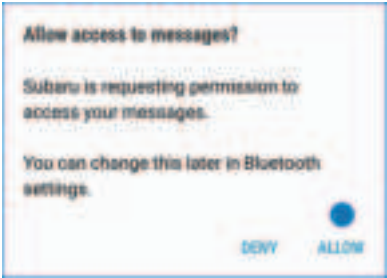 Allow access to messages?
Subaru is requesting permission to
access your messages.
You can change this later in Bluetooth
settings.
DENY ALLOW